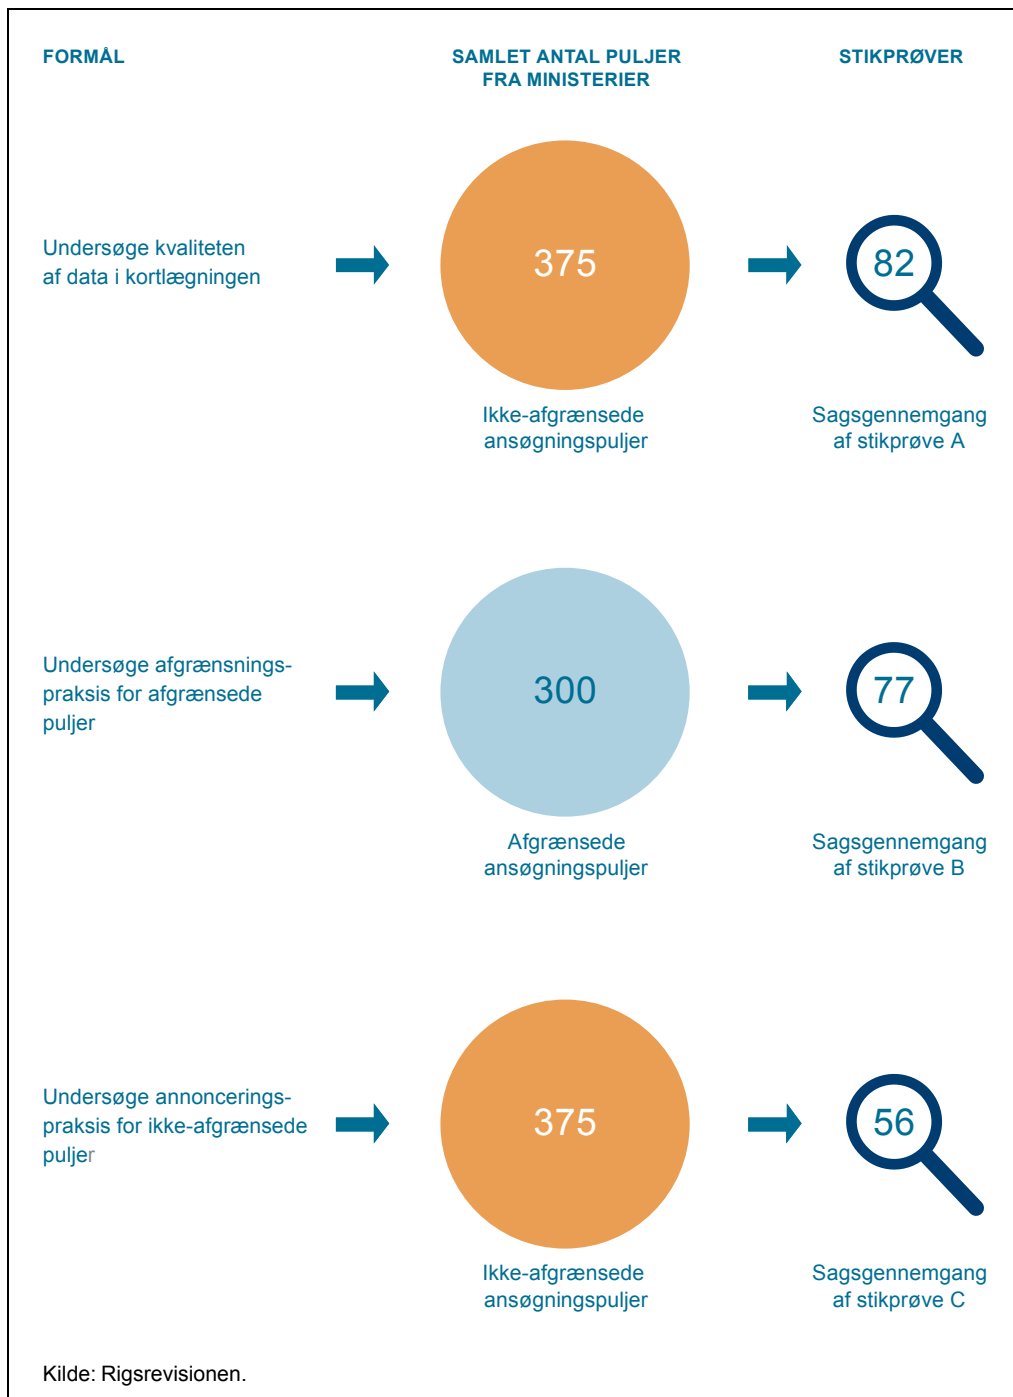 FORMÅL
SAMLET ANTAL PULJER
FRA MINISTERIER
STIKPRØVER
Undersøge kvaliteten
af data i kortlægningen
375
82
Ikke-afgrænsede
ansøgningspuljer
Sagsgennemgang
af stikprøve A
Undersøge afgrænsnings-
praksis for afgrænsede
puljer
300
77
Afgrænsede
ansøgningspuljer
Sagsgennemgang
af stikprøve B
Undersøge annoncerings-
praksis for ikke-afgrænsede
puljer
375
56
Ikke-afgrænsede
ansøgningspuljer
Sagsgennemgang
af stikprøve C
Kilde: Rigsrevisionen.